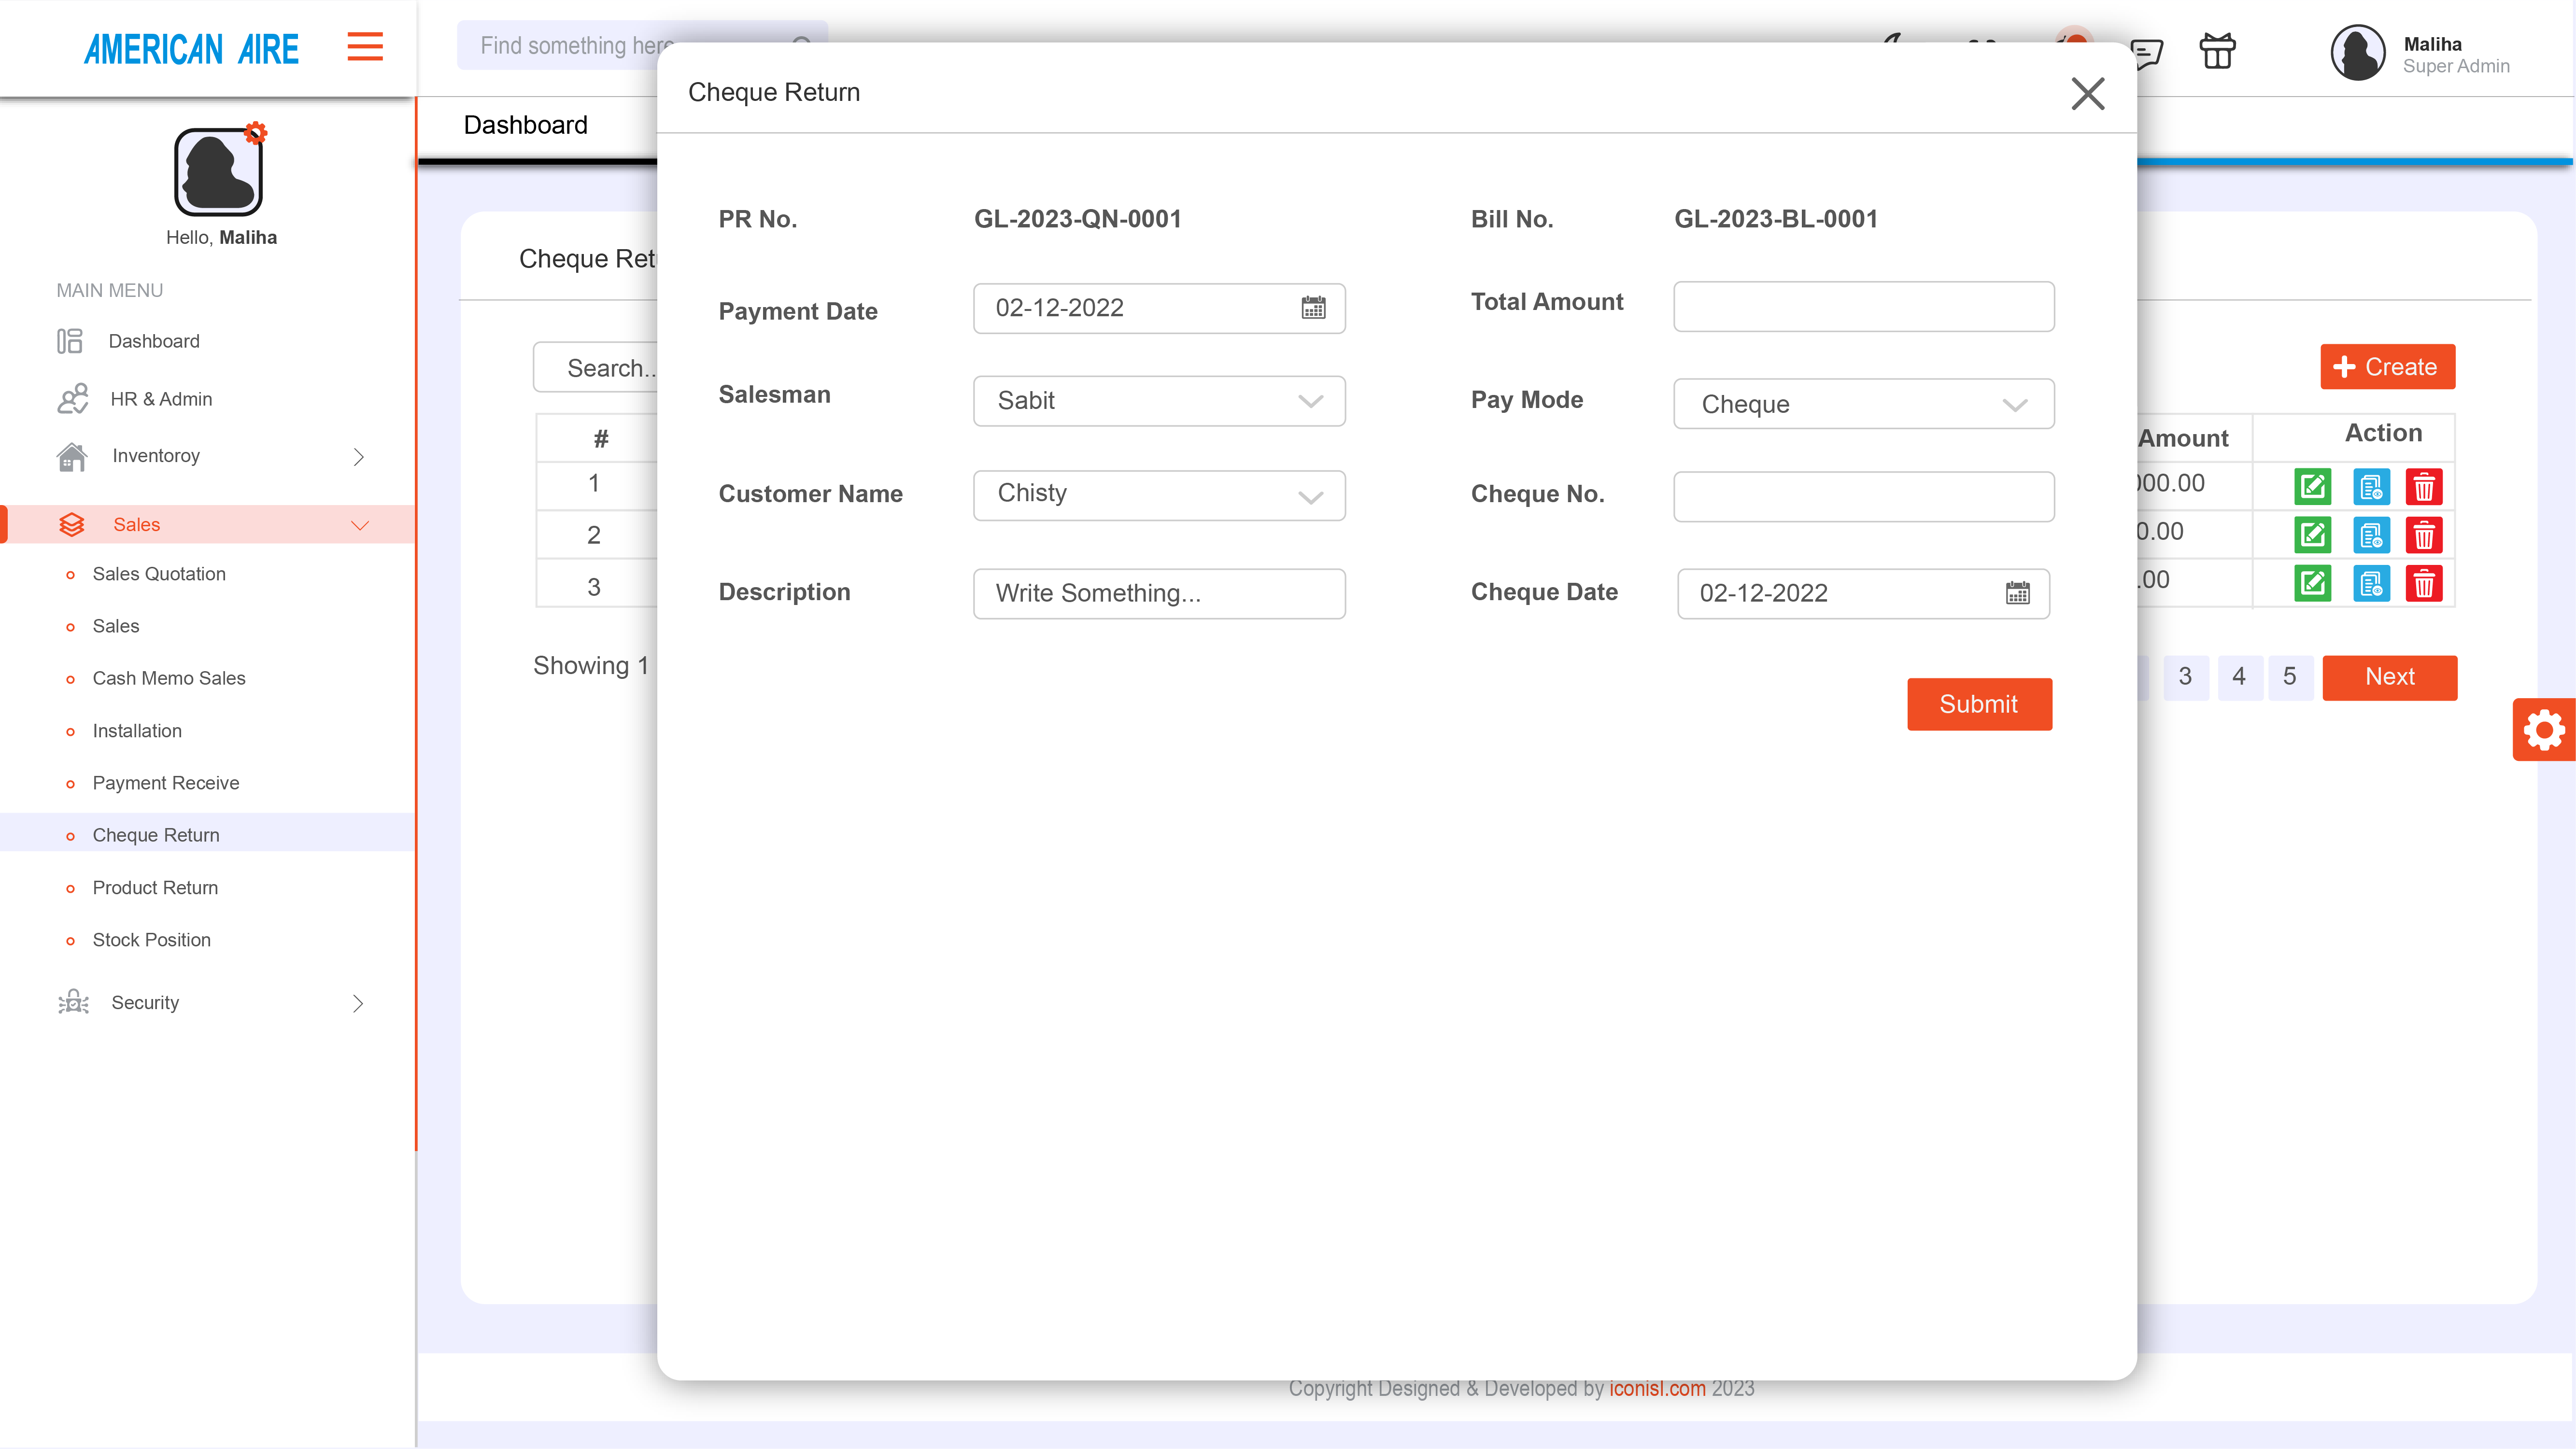 AMERICAN AIRE
Find something here
Maliha
Super Admin
Dashboard
Hello, Maliha
MAIN MENU
Dashboard
HR & Admin
Inventoroy
Sales
Sales Quotation
Sales
Cash Memo Sales
Installation
Payment Receive
Cheque Return
Product Return
Stock Position
Security
Cheque
Search..
#
1
2
3
Showing 1
Cheque Return
PR No. GL-2023-QN-0001 Bill No. GL-2023-BL-0001
Payment Date 02-12-2022 Total Amount
Salesman Sabit Pay Mode Cheque
Customer Name Chisty Cheque No.
Description Write Something... Cheque Date 02-12-2022
Submit
Create
Amount Action
00.00
0.00
.00
3 4 5 Next
Copyright Designed & Developed by iconisl.com 2023